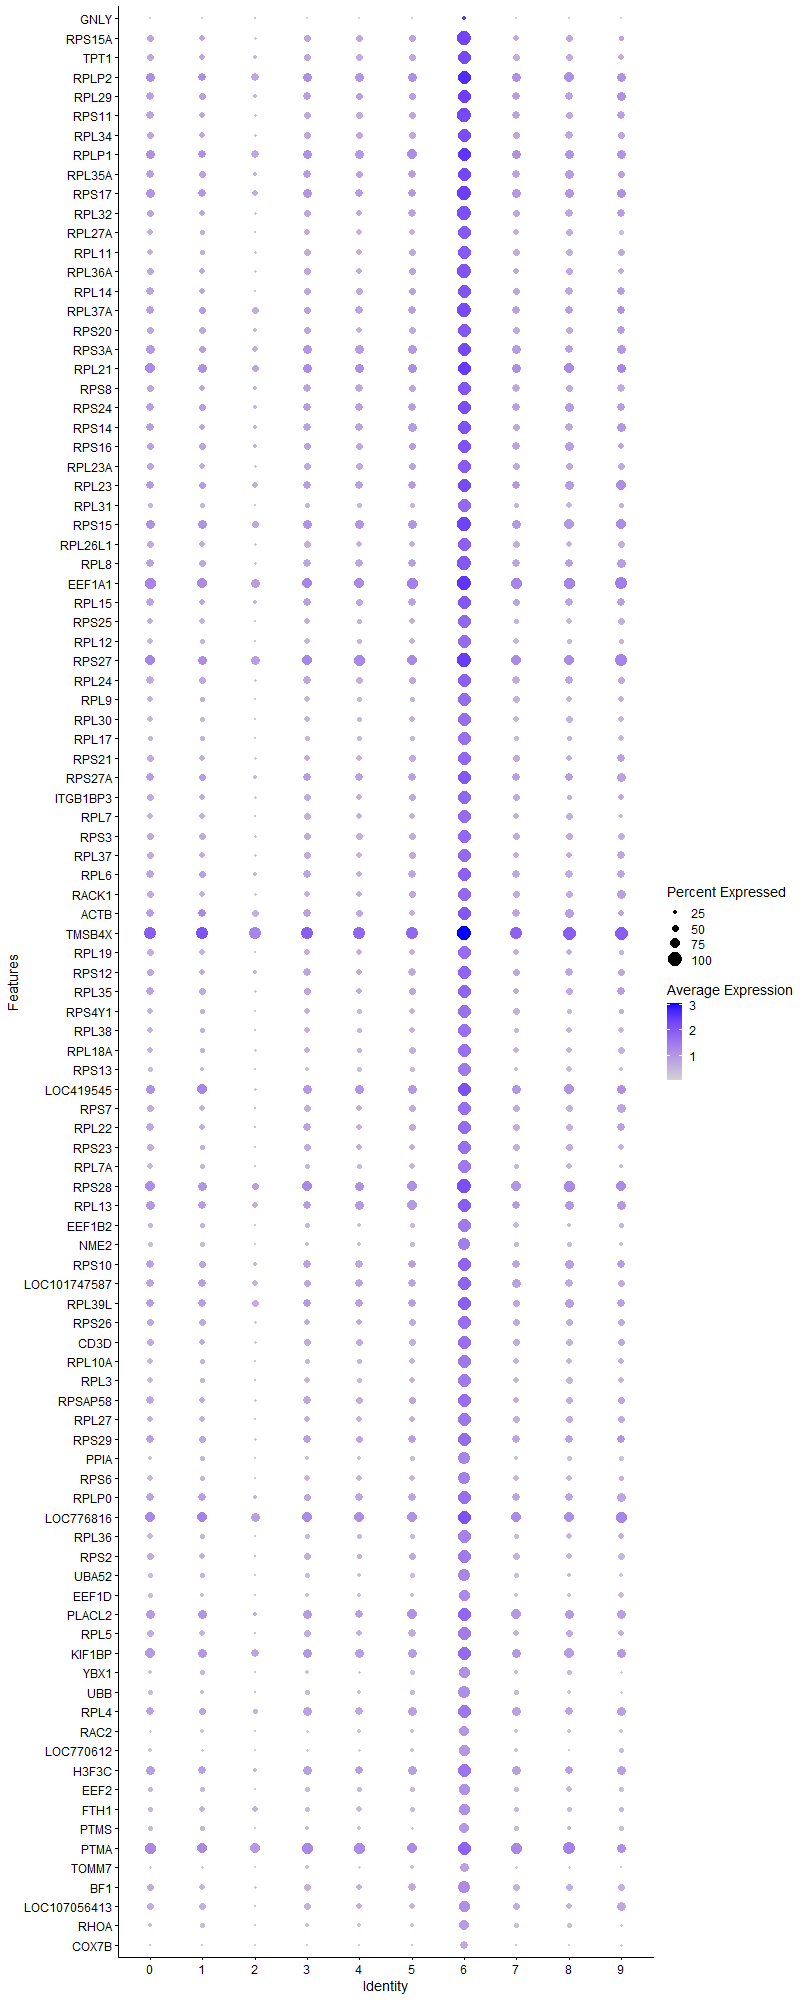 GNLY
RPS15A
TPT1
RPLP2
RPL29
RPS11
RPL34
RPLP1
RPL35A
RPS17
RPL32
RPL27A
RPL11
RPL36A
RPL14
RPL37A
RPS20
RPS3A
RPL21
RPS8
RPS24
RPS14
RPS16
RPL23A
RPL23
RPL31
RPS15
RPL26L1
RPL8
EEF1A1
RPL15
RPS25
RPL12
RPS27
RPL24
RPL9
RPL30
RPL17
RPS21
RPS27A
ITGB1BP3
RPL7
RPS3
RPL37
RPL6
RACK1
ACTB
TMSB4X
RPL19
RPS12
RPL35
RPS4Y1
RPL38
RPL18A
RPS13
LOC419545
RPS7
RPL22
RPS23
RPL7A
RPS28
RPL13
EEF1B2
NME2
RPS10
LOC101747587
RPL39L
RPS26
CD3D
RPL10A
RPL3
RPSAP58
RPL27
RPS29
PPIA
RPS6
RPLP0
LOC776816
RPL36
RPS2
UBA52
EEF1D
PLACL2
RPL5
KIF1BP
YBX1
UBB
RPL4
RAC2
LOC770612
H3F3C
EEF2
FTH1
PTMS
PTMA
TOMM7
BF1
LOC107056413
RHOA
COX7B
Features
0 1 2 3 4 5 6 7 8 9
Identity
Percent Expressed
25
50
75
100
Average Expression
3
2
1